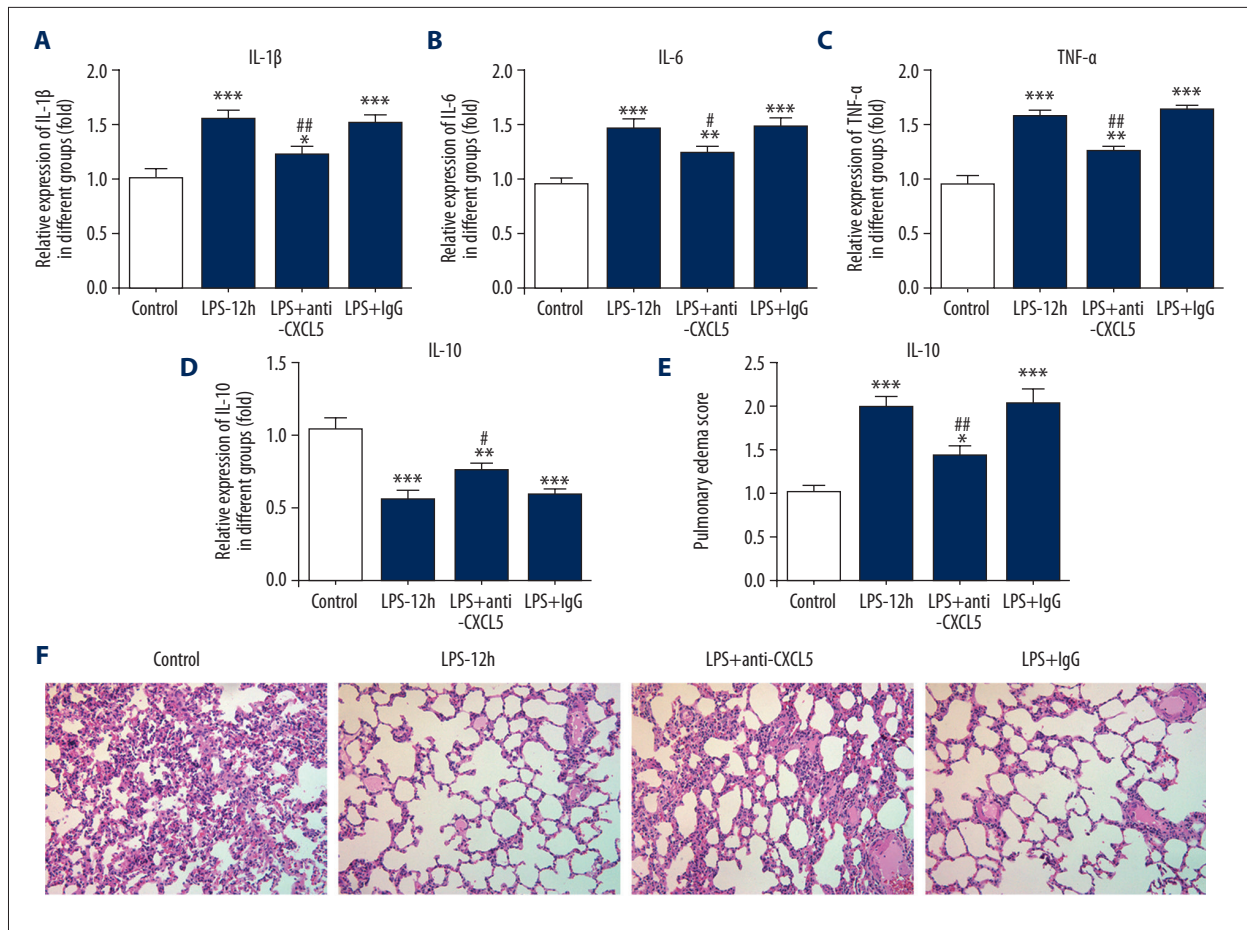 A
IL-1β
Relative expression of IL-1β
in different groups (fold)
2.0
1.5
1.0
0.5
0.0
***
##
*
***
Control
LPS-12h
LPS+anti
-CXCL5
LPS+IgG
B
IL-6
Relative expression of IL-6
in different groups (fold)
2.0
1.5
1.0
0.5
0.0
***
#
**
***
Control
LPS-12h
LPS+anti
-CXCL5
LPS+IgG
C
TNF-α
Relative expression of TNF-α
in different groups (fold)
2.0
1.5
1.0
0.5
0.0
***
##
**
***
Control
LPS-12h
LPS+anti
-CXCL5
LPS+IgG
D
IL-10
Relative expression of IL-10
in different groups (fold)
1.5
1.0
0.5
0.0
***
#
**
***
Control
LPS-12h
LPS+anti
-CXCL5
LPS+IgG
E
IL-10
Pulmonary edema score
2.5
2.0
1.5
1.0
0.5
0.0
***
##
*
***
Control
LPS-12h
LPS+anti
-CXCL5
LPS+IgG
F
Control
LPS-12h
LPS+anti-CXCL5
LPS+IgG